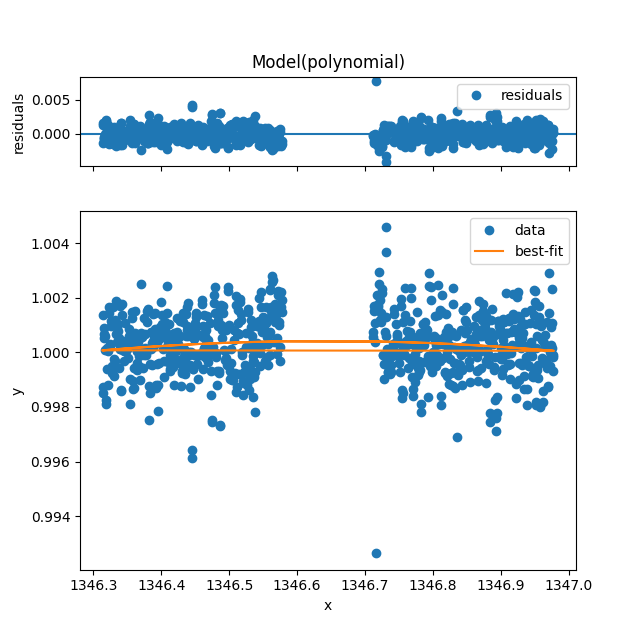 Model(polynomial)
residuals
0.005
0.000
residuals
data
best-fit
1.004
1.002
1.000
0.998
0.996
0.994
y
1346.3 1346.4 1346.5 1346.6 1346.7 1346.8 1346.9 1347.0
x